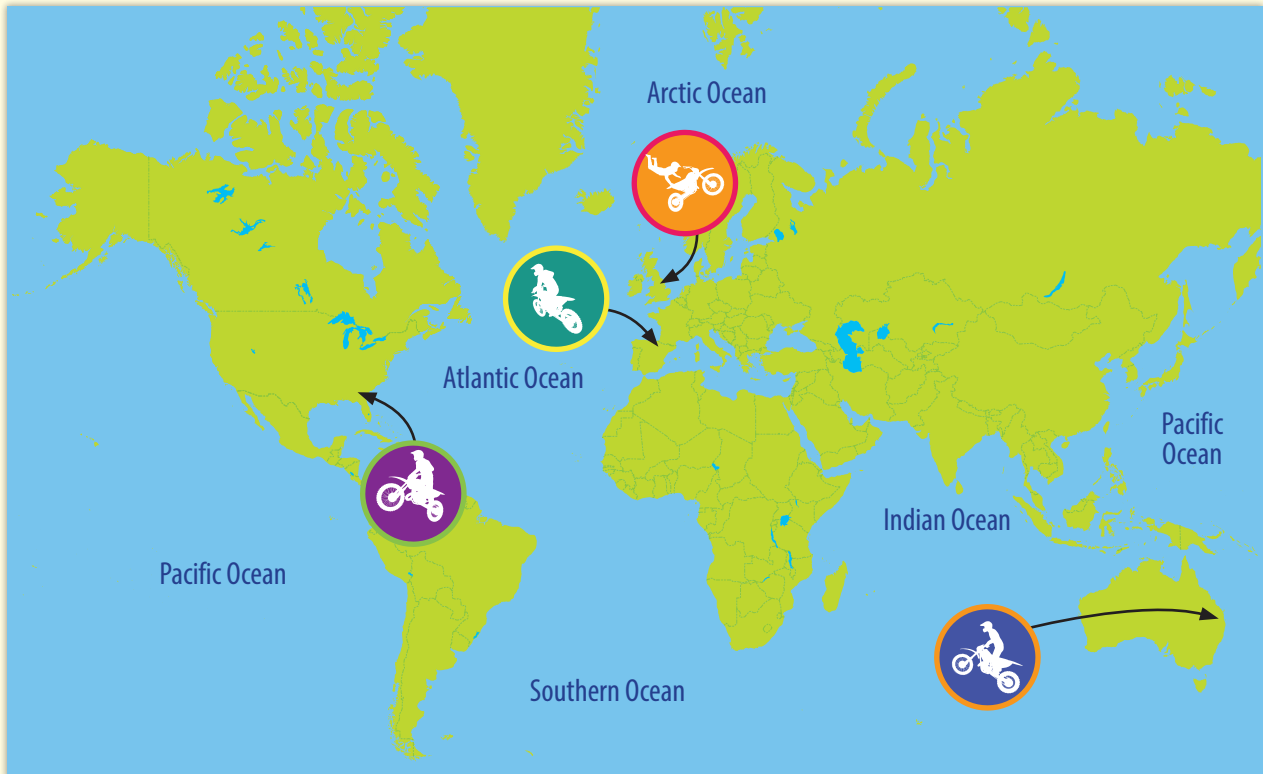 Arctic Ocean
Atlantic Ocean
Pacific
Ocean
Indian Ocean
Pacific Ocean
Southern Ocean